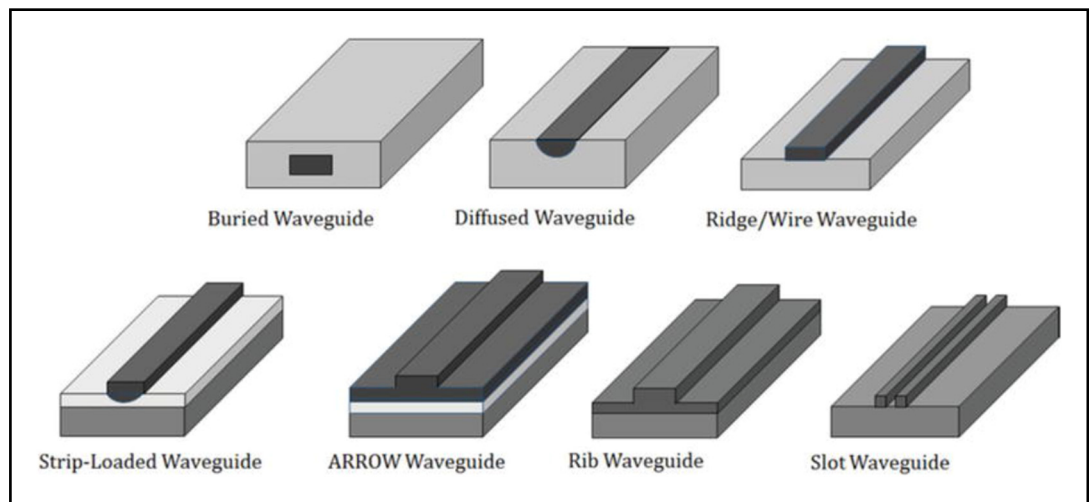 Buried Waveguide
Diffused Waveguide
Ridge/Wire Waveguide
Strip-Loaded Waveguide
ARROW Waveguide
Rib Waveguide
Slot Waveguide